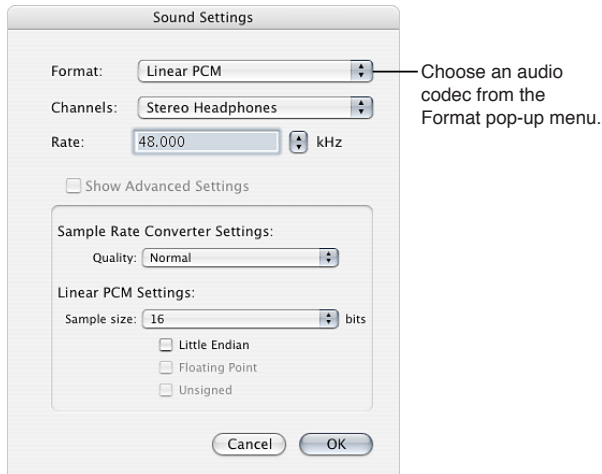 Sound Settings
Format: Linear PCM
Choose an audio
codec from the
Format pop-up menu.
Channels: Stereo Headphones
Rate: 48.000 kHz
Show Advanced Settings
Sample Rate Converter Settings:
Quality: Normal
Linear PCM Settings:
Sample size: 16 bits
Little Endian
Floating Point
Unsigned
Cancel OK